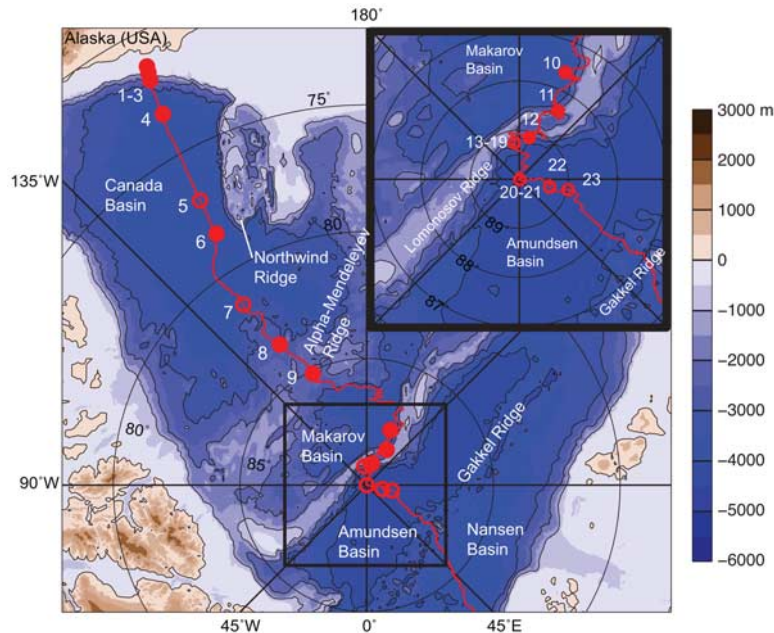 180°
Alaska (USA)
1-3
4
75°
135°W
Canada
Basin
5
6
80°
Northwind
Ridge
7
Alpha-Mendeleyev
Ridge
8
9
Makarov
Basin
10
11
12
13-19
Lomonosov Ridge
22
20-21
23
89°
Amundsen
Basin
88°
87°
Gakkel Ridge
3000 m
2000
1000
0
−1000
−2000
−3000
−4000
−5000
−6000
80°
85°
Makarov
Basin
Gakkel Ridge
90°W
Amundsen
Basin
Nansen
Basin
45°W
0°
45°E